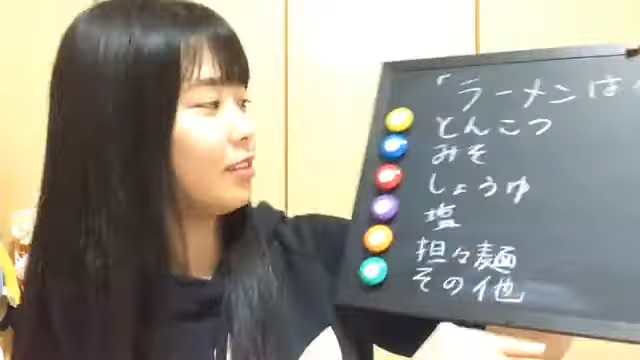 「ラーメンは
とんこつ
みそ
しょうゆ
塩
担々麺
その他